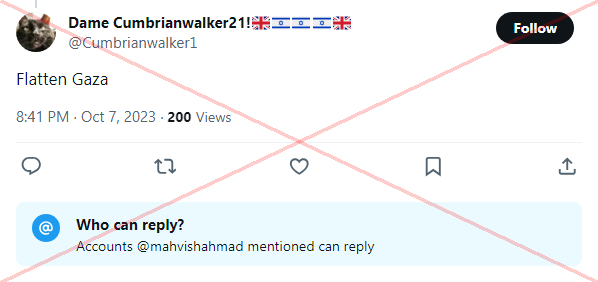 Dame Cumbrianwalker21!🇬🇧🇮🇱🇮🇱🇮🇱🇬🇧
Follow
@Cumbrianwalker1
Flatten Gaza
8:41 PM · Oct 7, 2023 · 200 Views
@
Who can reply?
Accounts @mahvishahmad mentioned can reply